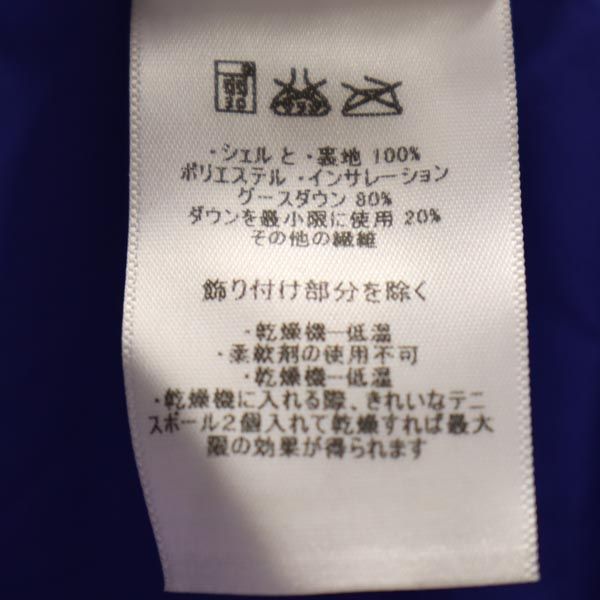 ・シェルと・裏地 100%
ポリエステル・インサレーション
グースダウン 80%
ダウンを最小限に使用 20%
その他の繊維
飾り付け部分を除く
・乾燥機ー低温
・柔軟剤の使用不可
・乾燥機ー低温
・乾燥機に入れる際、きれいなテニ
スボール2個入れて乾燥すれば最大
限の効果が得られます